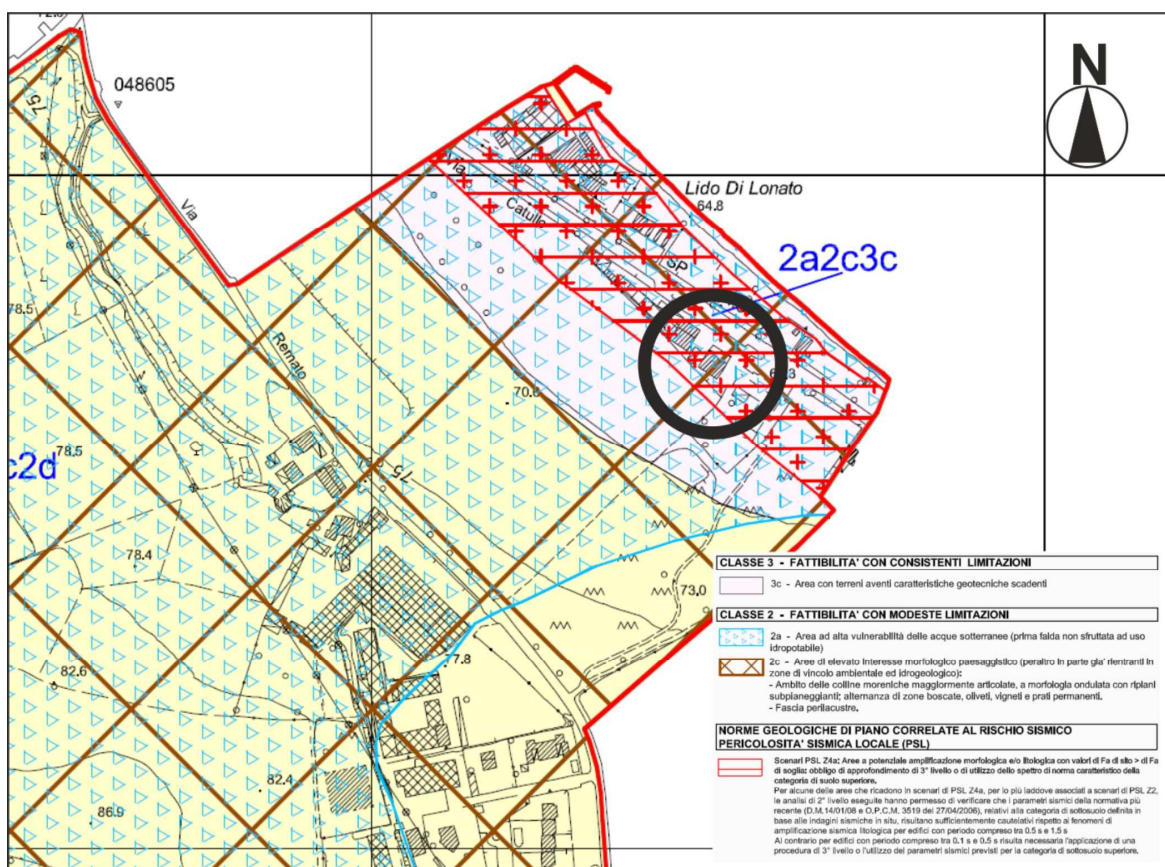 72.0
048605
N
75
Via
Via
Catullo
Lido Di Lonato
64.8
SP
2a2c3c
78.5
Remato
70.8
78.5
c2d
75
78.4
73.0
77.8
82.6
82.4
86.9
CLASSE 3 - FATTIBILITA' CON CONSISTENTI LIMITAZIONI
3c - Area con terreni aventi caratteristiche geotecniche scadenti
CLASSE 2 - FATTIBILITA' CON MODESTE LIMITAZIONI
2a - Area ad alta vulnerabilità delle acque sotterranee (prima falda non sfruttata ad uso
idropotabile)
2c - Aree di elevato interesse morfologico paesaggistico (peraltro in parte gia' rientranti in
zone di vincolo ambientale ed idrogeologico):
- Ambito delle colline moreniche maggiormente articolate, a morfologia ondulata con ripiani
subpianeggianti; alternanza di zone boscate, oliveti, vigneti e prati permanenti.
- Fascia perilacustre.
NORME GEOLOGICHE DI PIANO CORRELATE AL RISCHIO SISMICO
PERICOLOSITA' SISMICA LOCALE (PSL)
Scenari PSL Z4a: Aree a potenziale amplificazione morfologica e/o litologica con valori di Fa di sito > di Fa
di soglia: obbligo di approfondimento di 3° livello o di utilizzo dello spettro di norma caratteristico della
categoria di suolo superiore.
Per alcune delle aree che ricadono in scenari di PSL Z4a, per lo più laddove associati a scenari di PSL Z2,
le analisi di 2° livello eseguite hanno permesso di verificare che i parametri sismici della normativa più
recente (D.M.14/01/08 e O.P.C.M. 3519 del 27/04/2006), relativi alla categoria di sottosuolo definita in
base alle indagini sismiche in situ, risultano sufficientemente cautelativi rispetto ai fenomeni di
amplificazione sismica litologica per edifici con periodo compreso tra 0.5 s e 1.5 s
Al contrario per edifici con periodo compreso tra 0.1 s e 0.5 s risulta necessaria l'applicazione di una
procedura di 3° livello o l'utilizzo dei parametri sismici previsti per la categoria di sottosuolo superiore.